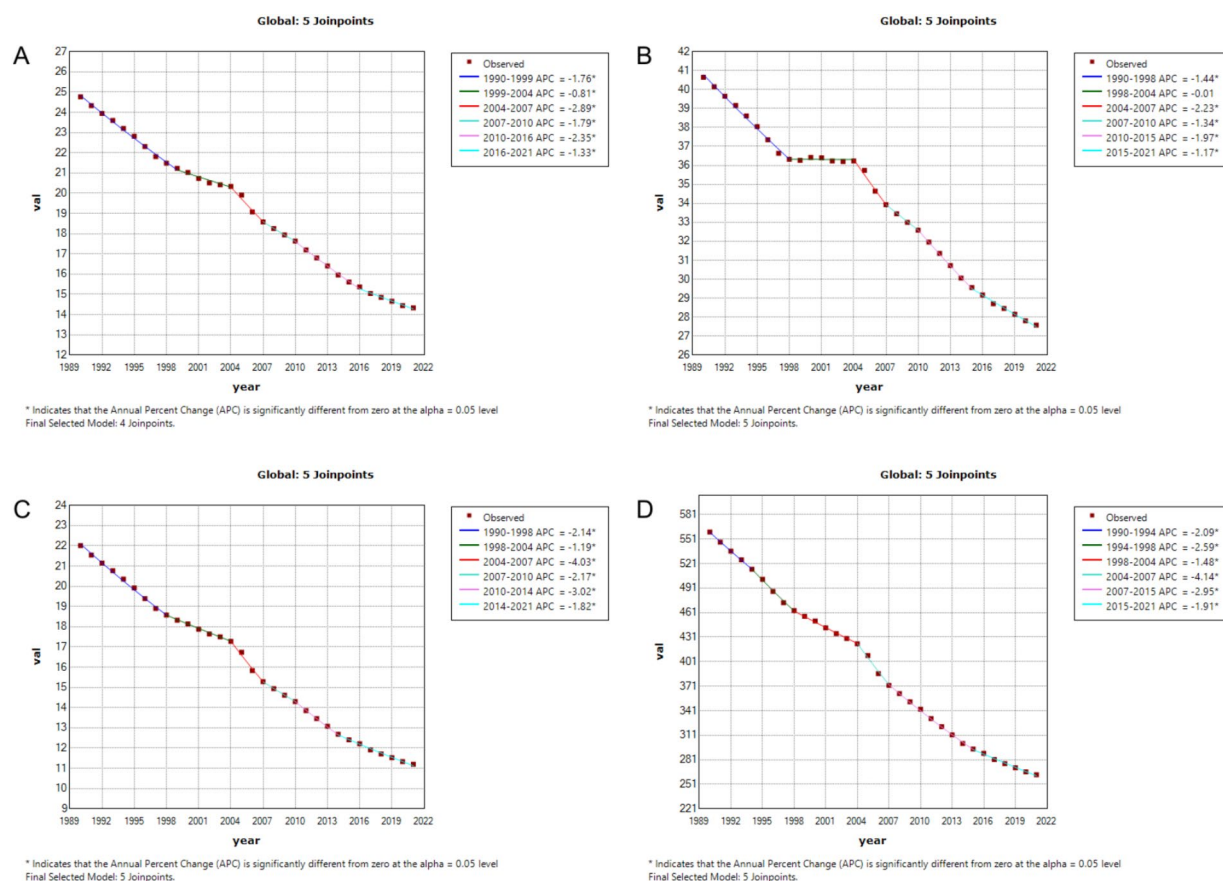 Global: 5 Joinpoints
A
27
26
25
24
23
22
21
20
19
18
17
16
15
14
13
12
val
1989 1992 1995 1998 2001 2004 2007 2010 2013 2016 2019 2022
year
Observed
1990-1999 APC = -1.76*
1999-2004 APC = -0.81*
2004-2007 APC = -2.89*
2007-2010 APC = -1.79*
2010-2016 APC = -2.35*
2016-2021 APC = -1.33*
* Indicates that the Annual Percent Change (APC) is significantly different from zero at the alpha = 0.05 level
Final Selected Model: 4 Joinpoints.
Global: 5 Joinpoints
B
42
41
40
39
38
37
36
35
34
33
32
31
30
29
28
27
26
val
1989 1992 1995 1998 2001 2004 2007 2010 2013 2016 2019 2022
year
Observed
1990-1998 APC = -1.44*
1998-2004 APC = -0.01
2004-2007 APC = -2.23*
2007-2010 APC = -1.34*
2010-2015 APC = -1.97*
2015-2021 APC = -1.17*
* Indicates that the Annual Percent Change (APC) is significantly different from zero at the alpha = 0.05 level
Final Selected Model: 5 Joinpoints.
Global: 5 Joinpoints
C
24
23
22
21
20
19
18
17
16
15
14
13
12
11
10
9
val
1989 1992 1995 1998 2001 2004 2007 2010 2013 2016 2019 2022
year
Observed
1990-1998 APC = -2.14*
1998-2004 APC = -1.19*
2004-2007 APC = -4.03*
2007-2010 APC = -2.17*
2010-2014 APC = -3.02*
2014-2021 APC = -1.82*
* Indicates that the Annual Percent Change (APC) is significantly different from zero at the alpha = 0.05 level
Final Selected Model: 5 Joinpoints.
Global: 5 Joinpoints
D
581
551
521
491
461
431
401
371
341
311
281
251
221
val
1989 1992 1995 1998 2001 2004 2007 2010 2013 2016 2019 2022
year
Observed
1990-1994 APC = -2.09*
1994-1998 APC = -2.59*
1998-2004 APC = -1.48*
2004-2007 APC = -4.14*
2007-2015 APC = -2.95*
2015-2021 APC = -1.91*
* Indicates that the Annual Percent Change (APC) is significantly different from zero at the alpha = 0.05 level
Final Selected Model: 5 Joinpoints.